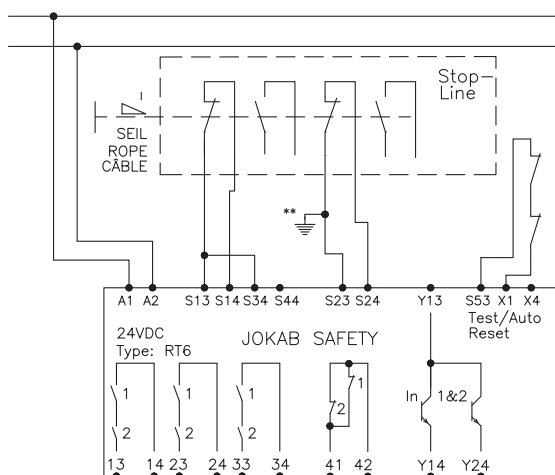 Stop-
Line
I
SEIL
ROPE
CÂBLE
**
A1 A2 S13 S14 S34 S44 S23 S24 Y13 S53 X1 X4
Test/Auto
Reset
24VDC JOKAB SAFETY
Type: RT6
1 1 1 1
2 In 1&2
2 2 2
13 14 23 24 33 34 41 42 Y14 Y24